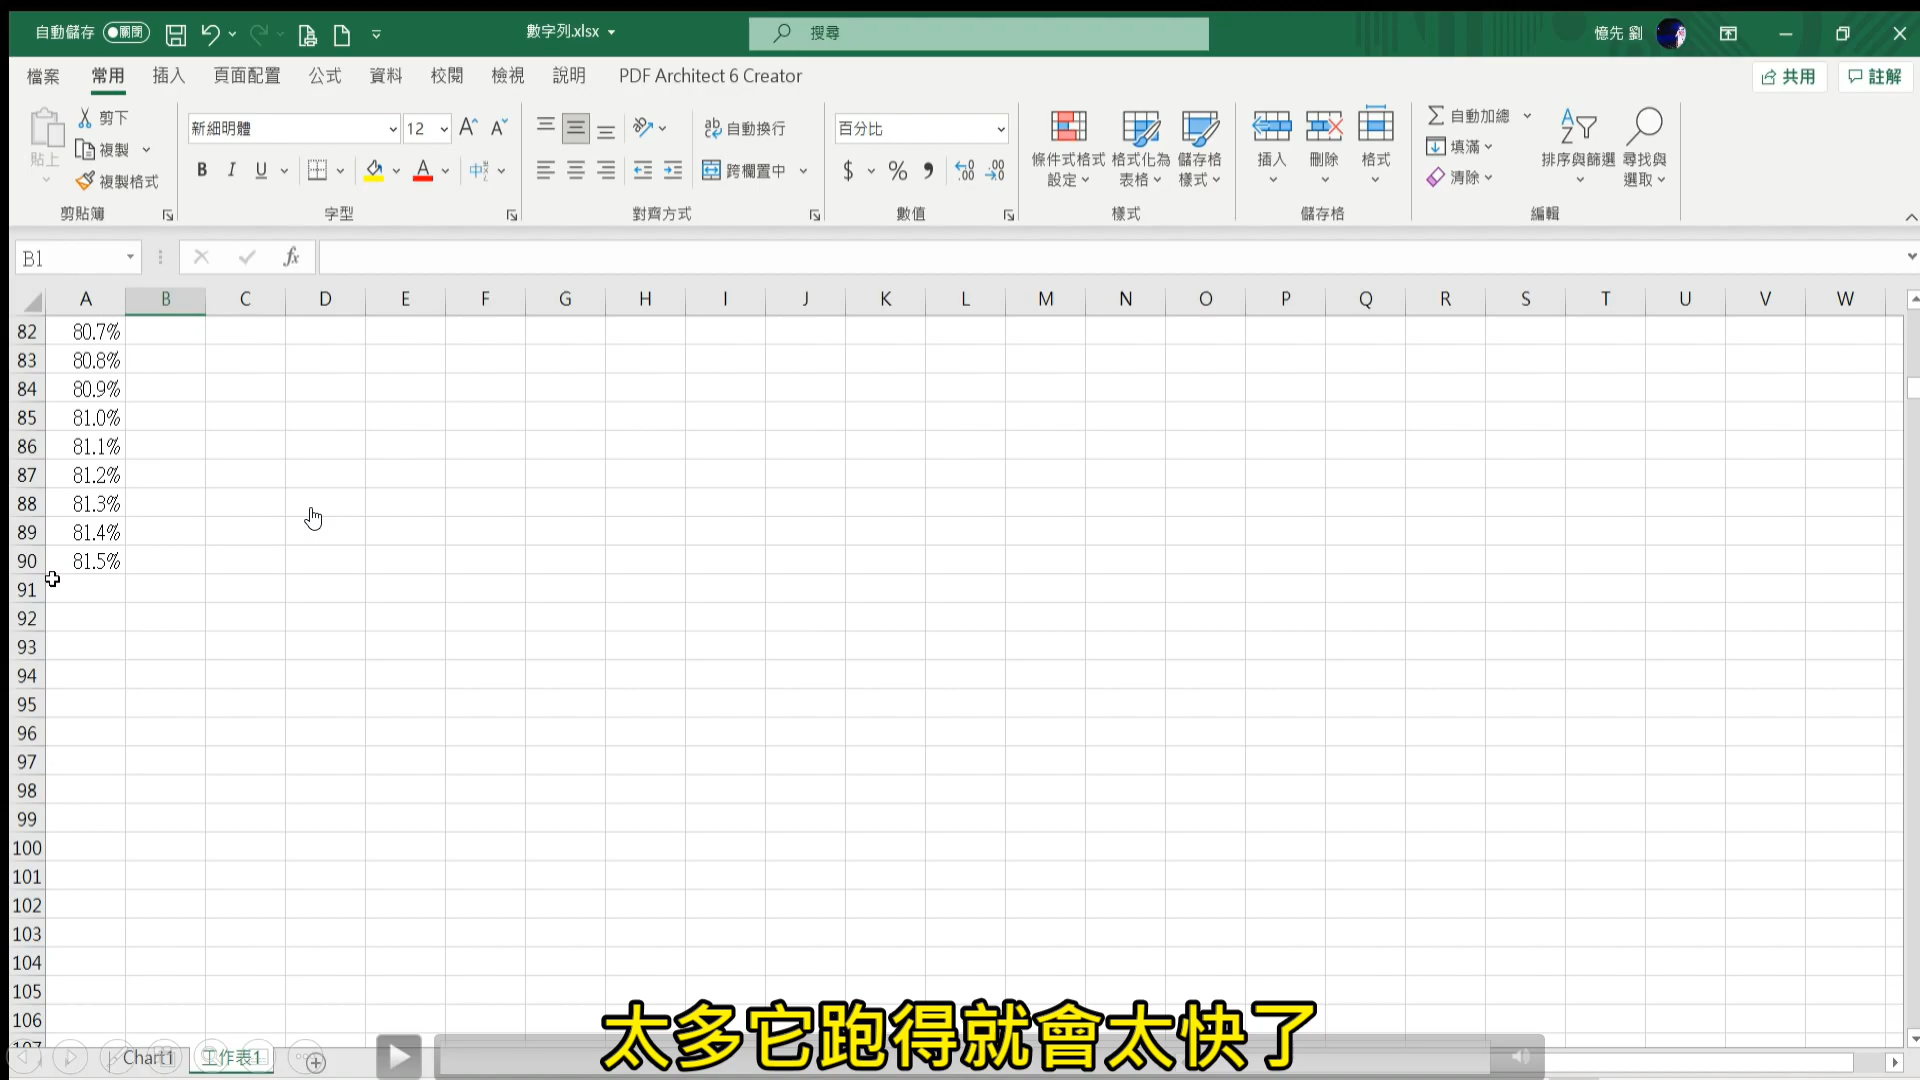 自動儲存 關閉 數字列.xlsx 搜尋 憶先 劉
檔案 常用 插入 頁面配置 公式 資料 校閱 檢視 說明 PDF Architect 6 Creator 共用 註解
貼上 剪下 複製 複製格式 剪貼簿
新細明體 12 B I U A 中 字型
ab 自動換行 跨欄置中 對齊方式
百分比 $ % 數值
條件式格式設定 格式化為表格 儲存格樣式 樣式
插入 刪除 格式 儲存格
自動加總 填滿 清除 排序與篩選 尋找與選取 編輯
B1 fx
A B C D E F G H I J K L M N O P Q R S T U V W
82 80.7%
83 80.8%
84 80.9%
85 81.0%
86 81.1%
87 81.2%
88 81.3%
89 81.4%
90 81.5%
91
92
93
94
95
96
97
98
99
100
101
102
103
104
105
106
107
太多它跑得就會太快了
Chart1 工作表1